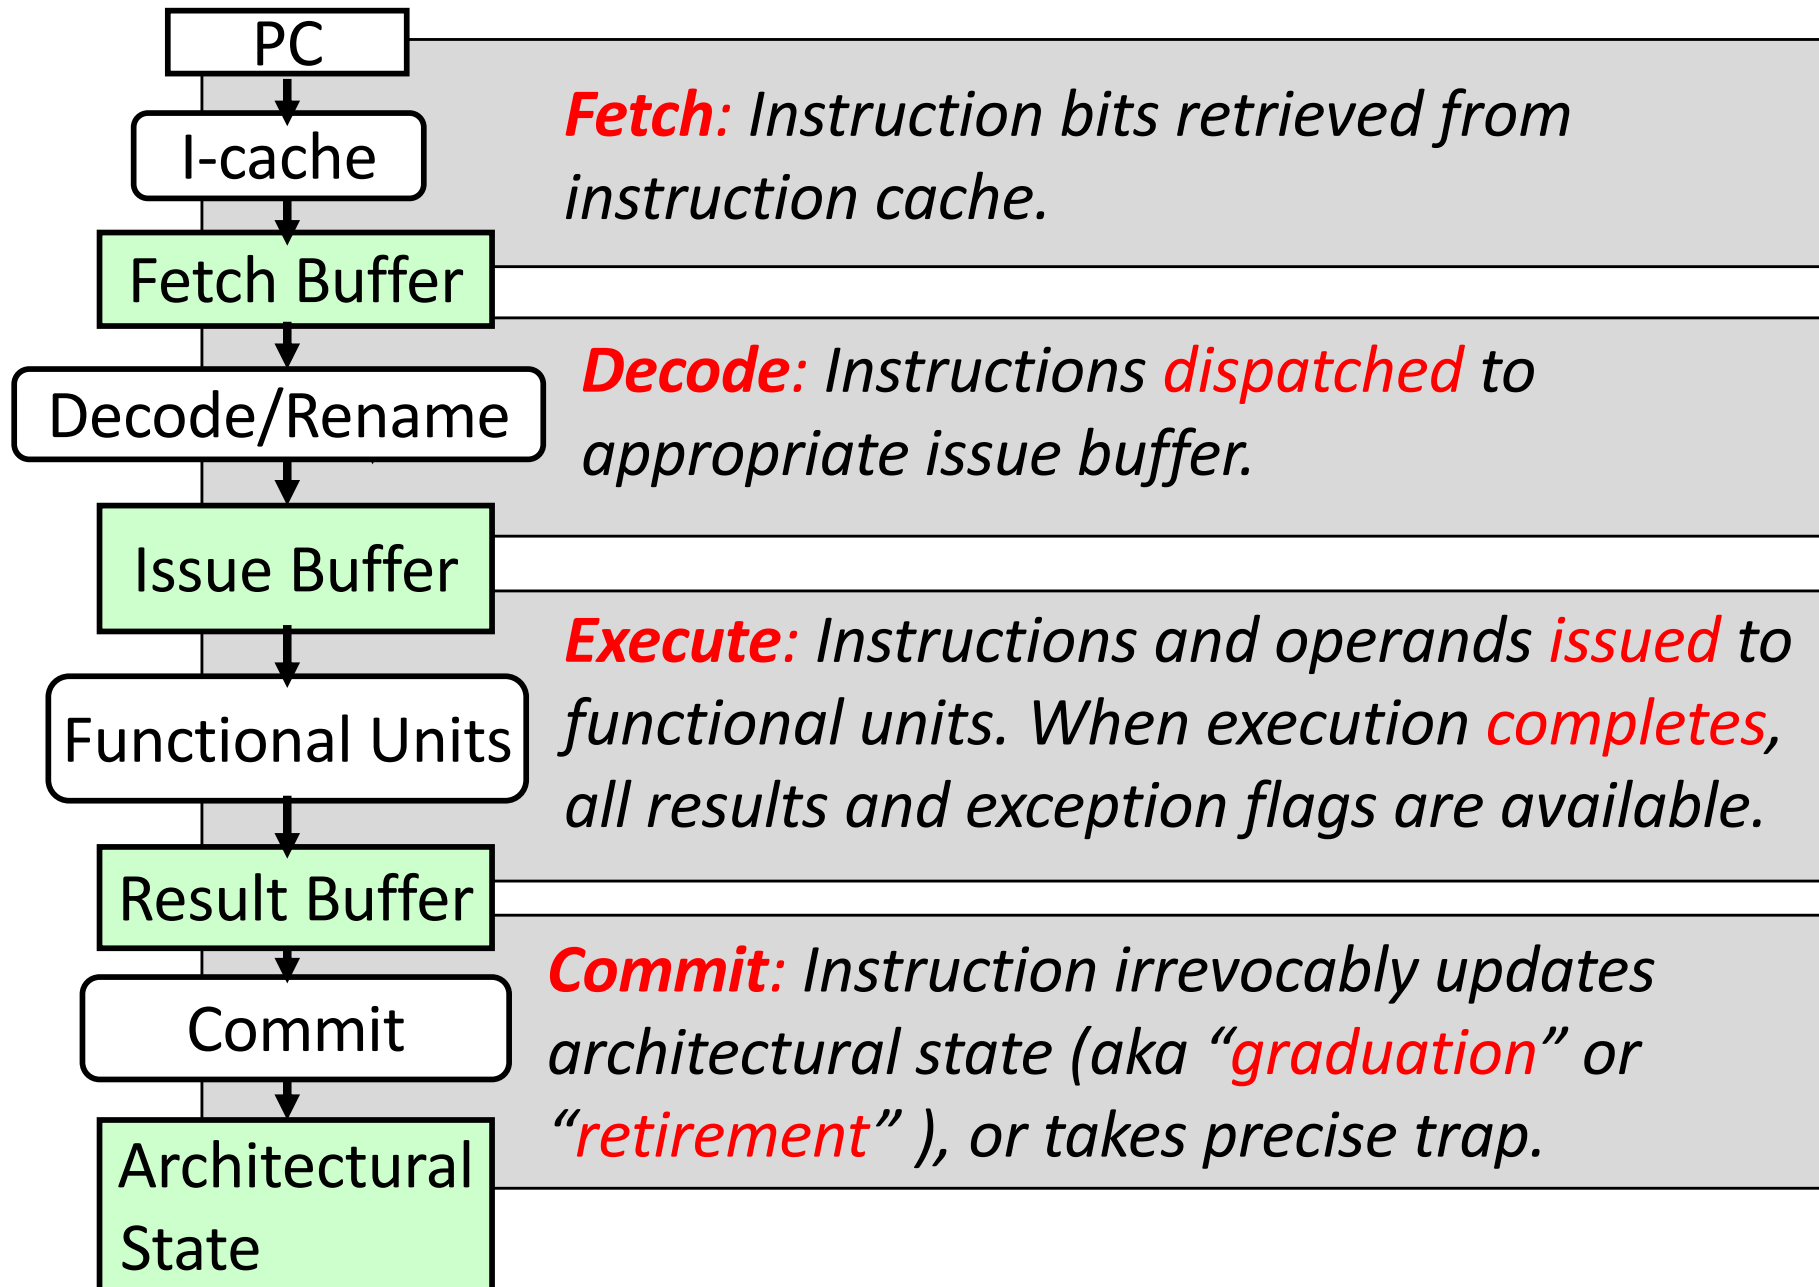 PC
I-cache
Fetch: Instruction bits retrieved from
instruction cache.
Fetch Buffer
Decode/Rename
Decode: Instructions dispatched to
appropriate issue buffer.
Issue Buffer
Functional Units
Execute: Instructions and operands issued to
functional units. When execution completes,
all results and exception flags are available.
Result Buffer
Commit
Commit: Instruction irrevocably updates
architectural state (aka “graduation” or
“retirement” ), or takes precise trap.
Architectural
State